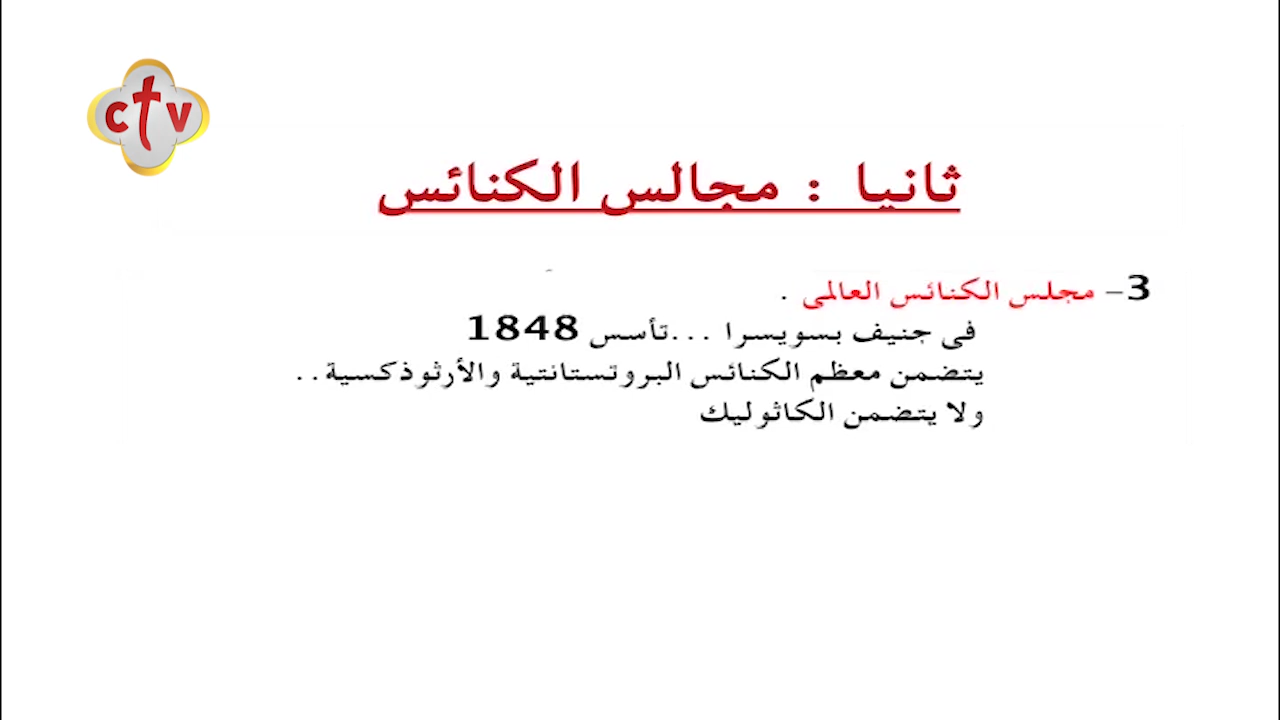 ctv
ثانيا : مجالس الكنائس
3- مجلس الكنائس العالمى .
فى جنيف بسويسرا ...تأسس 1848
يتضمن معظم الكنائس البروتستانتية والأرثوذكسية..
ولا يتضمن الكاثوليك